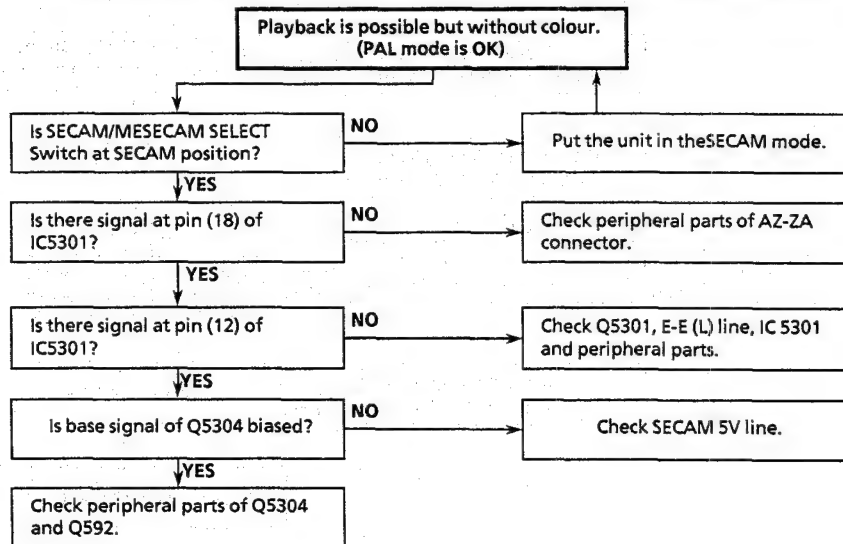 Playback is possible but without colour.
(PAL mode is OK)
Is SECAM/MESECAM SELECT
Switch at SECAM position?
NO
Put the unit in theSECAM mode.
YES
Is there signal at pin (18) of
IC5301?
NO
Check peripheral parts of AZ-ZA
connector.
YES
Is there signal at pin (12) of
IC5301?
NO
Check Q5301, E-E (L) line, IC 5301
and peripheral parts.
YES
Is base signal of Q5304 biased?
NO
Check SECAM 5V line.
YES
Check peripheral parts of Q5304
and Q592.